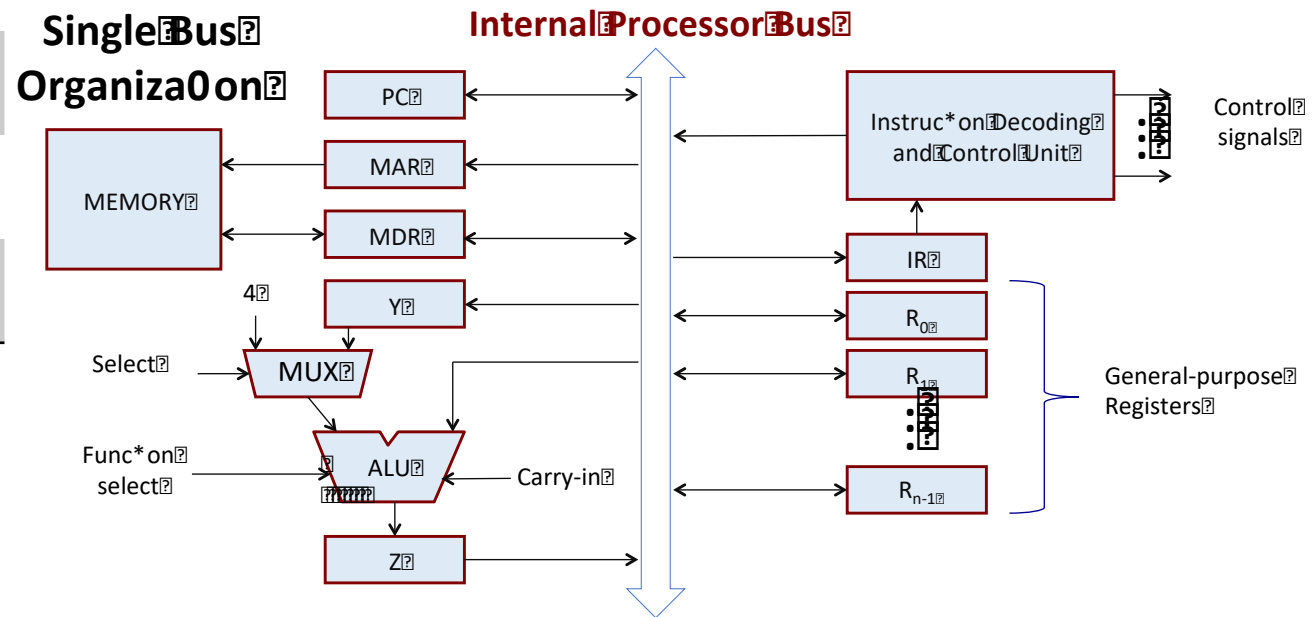 Single Bus
Organiza0on
Internal Processor Bus
PC
MAR
MEMORY
MDR
4
Y
Select
MUX
Func*on
select
ALU
Carry-in
Z
Instruc*on Decoding
and Control Unit
Control
signals
IR
R0
R1
Rn-1
General-purpose
Registers